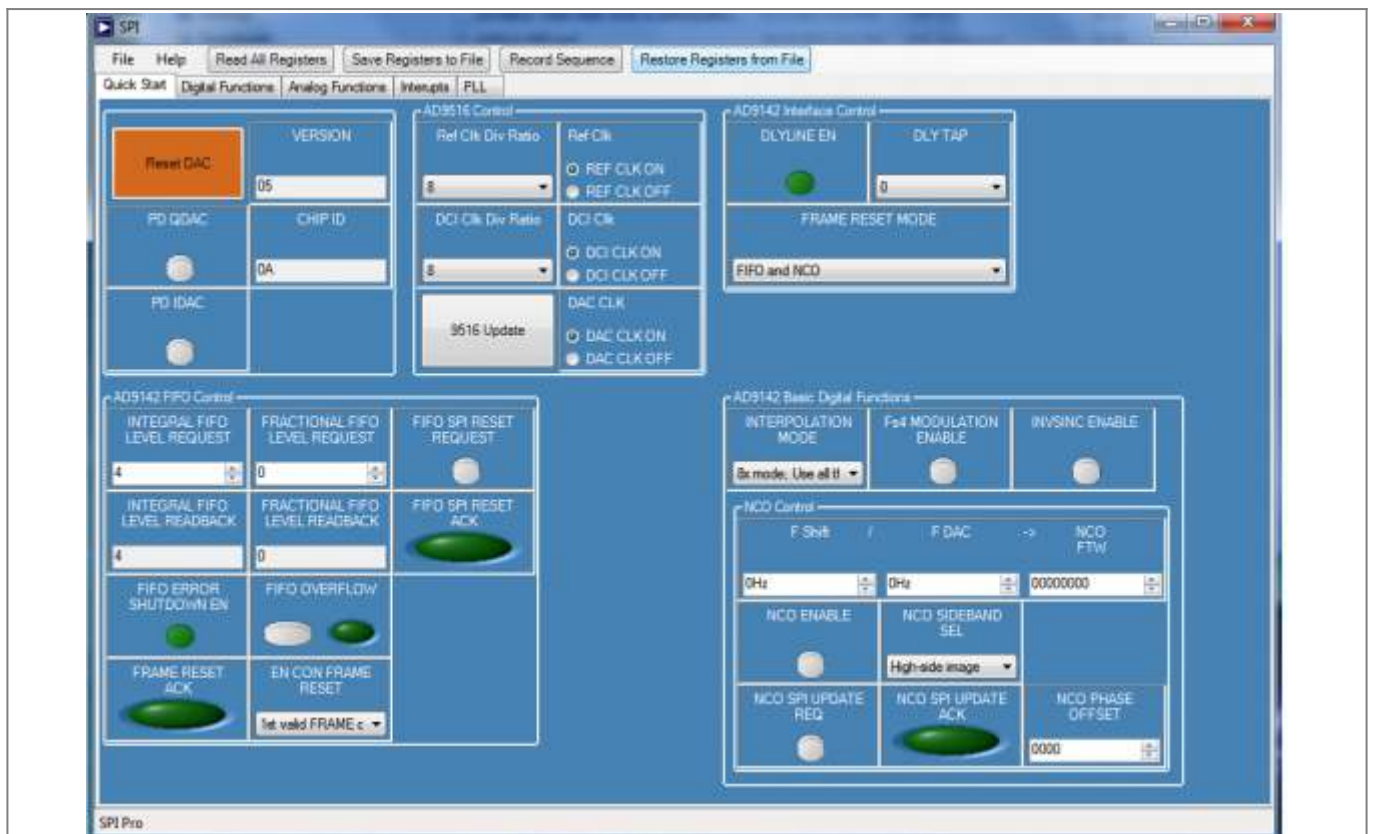 SPI
File Help Read All Registers Save Registers to File Record Sequence Restore Registers from File
Quick Start Digital Functions Analog Functions Interupts PLL
Reset DAC
VERSION
05
PD QDAC
CHIP ID
0A
PD IDAC
AD9516 Control
Ref Clk Div Ratio
8
Ref Clk
REF CLK ON
REF CLK OFF
DCI Clk Div Ratio
8
DCI Clk
DCI CLK ON
DCI CLK OFF
9516 Update
DAC CLK
DAC CLK ON
DAC CLK OFF
AD9142 Interface Control
DLYLINE EN
DLY TAP
0
FRAME RESET MODE
FIFO and NCO
AD9142 FIFO Control
INTEGRAL FIFO
LEVEL REQUEST
4
FRACTIONAL FIFO
LEVEL REQUEST
0
FIFO SPI RESET
REQUEST
INTEGRAL FIFO
LEVEL READBACK
4
FRACTIONAL FIFO
LEVEL READBACK
0
FIFO SPI RESET
ACK
FIFO ERROR
SHUTDOWN EN
FIFO OVERFLOW
FRAME RESET
ACK
EN CON FRAME
RESET
valid FRAME c
AD9142 Basic Digital Functions
INTERPOLATION
MODE
8x mode, Use all
Fs4 MODULATION
ENABLE
INVSINC ENABLE
NCO Control
F Shift / F DAC -> NCO
FTW
0Hz 0Hz 00000000
NCO ENABLE
NCO SIDEBAND
SEL
High-side image
NCO SPI UPDATE
REQ
NCO SPI UPDATE
ACK
NCO PHASE
OFFSET
0000
SPI Pro